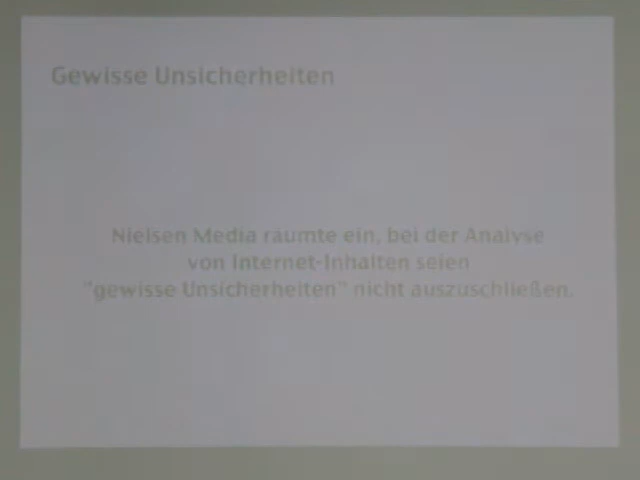 Gewisse Unsicherheiten
Nielsen Media räumte ein, bei der Analyse
von Internet-Inhalten seien
"gewisse Unsicherheiten" nicht auszuschließen.